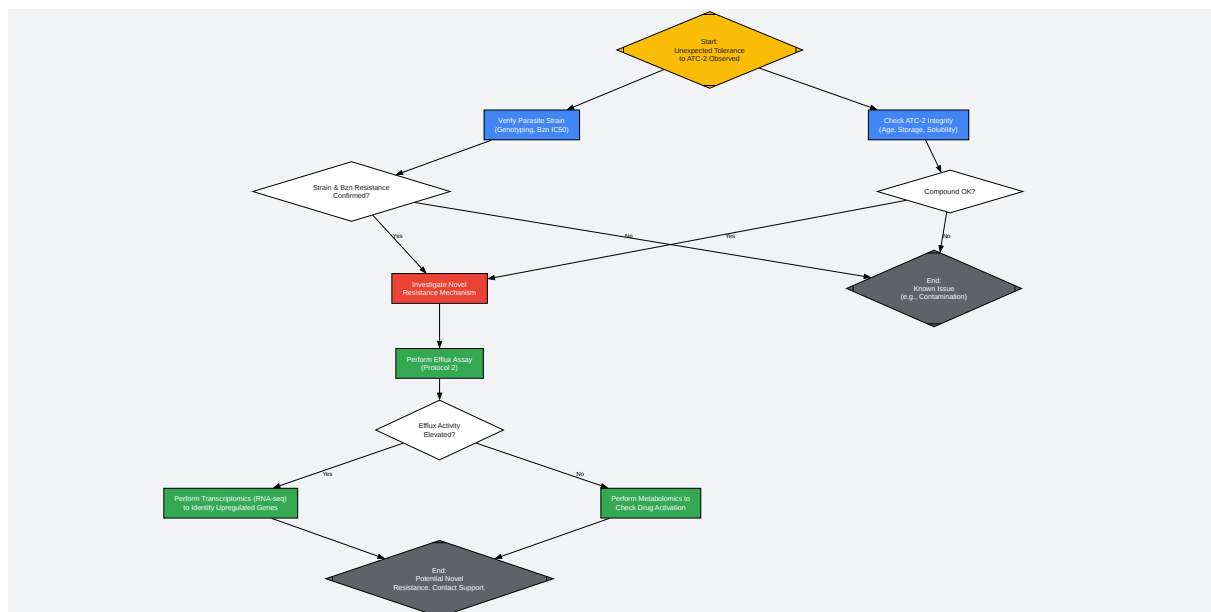 Start:
Unexpected Tolerance
to ATC-2 Observed
Verify Parasite Strain
(Genotyping, Bzn IC50)
Check ATC-2 Integrity
(Age, Storage, Solubility)
Strain & Bzn Resistance
Confirmed?
Compound OK?
Yes
No
Yes
No
Investigate Novel
Resistance Mechanism
End:
Known Issue
(e.g., Contamination)
Perform Efflux Assay
(Protocol 2)
Efflux Activity
Elevated?
Yes
No
Perform Transcriptomics (RNA-seq)
to Identify Upregulated Genes
Perform Metabolomics to
Check Drug Activation
End:
Potential Novel
Resistance. Contact Support.